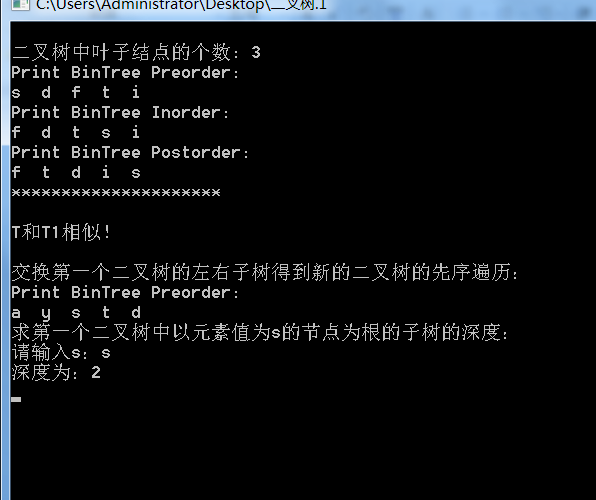 C:\Users\Administrator\Desktop\二叉树.1
二叉树中叶子结点的个数：3
Print BinTree Preorder:
s d f t i
Print BinTree Inorder:
f d t s i
Print BinTree Postorder:
f t d i s
*********************
T和T1相似！
交换第一个二叉树的左右子树得到新的二叉树的先序遍历：
Print BinTree Preorder:
a y s t d
求第一个二叉树中以元素值为s的节点为根的子树的深度：
请输入s：s
深度为：2